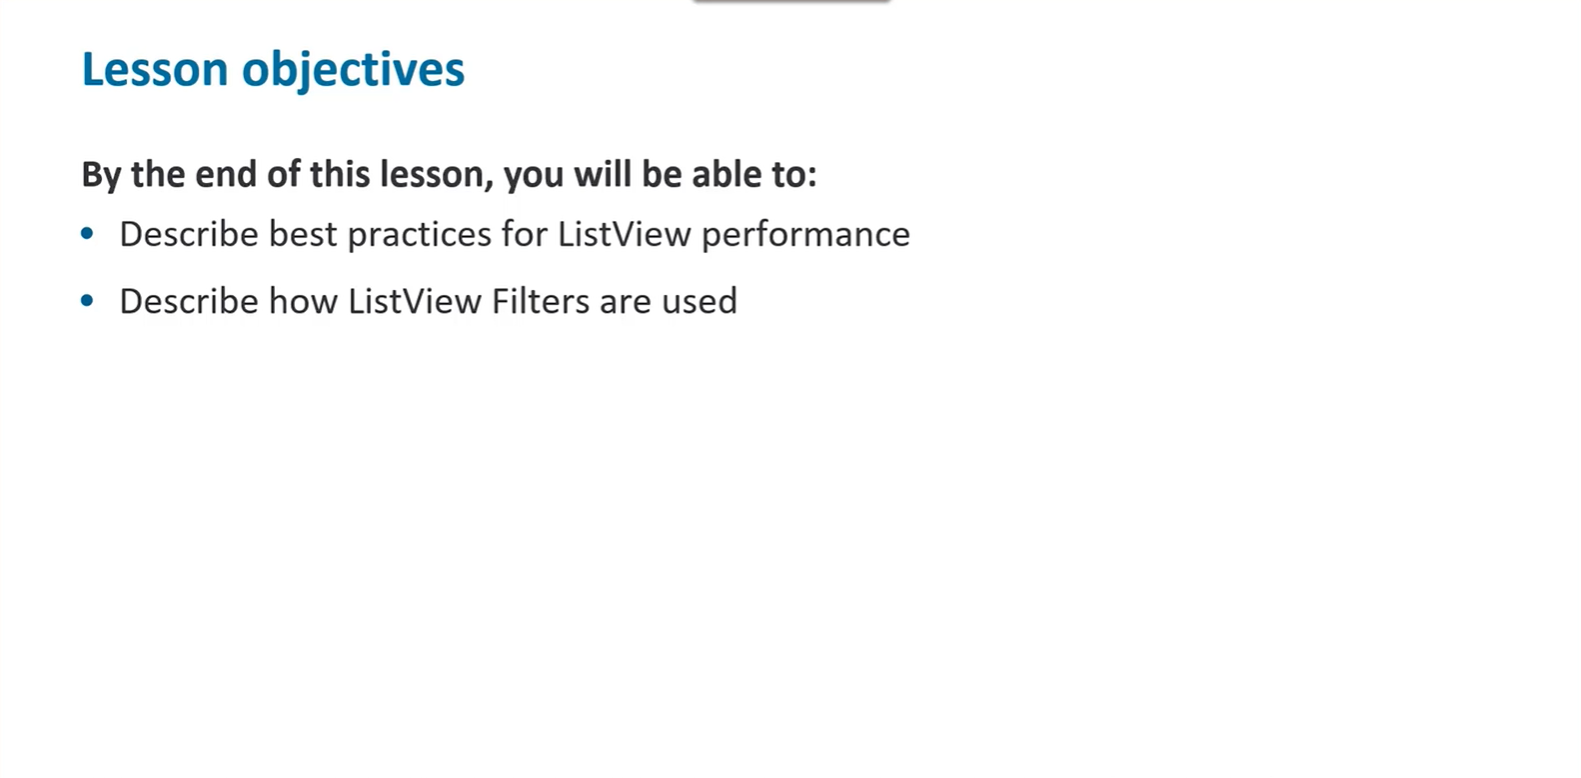 Lesson objectives
By the end of this lesson, you will be able to:
• Describe best practices for ListView performance
• Describe how ListView Filters are used